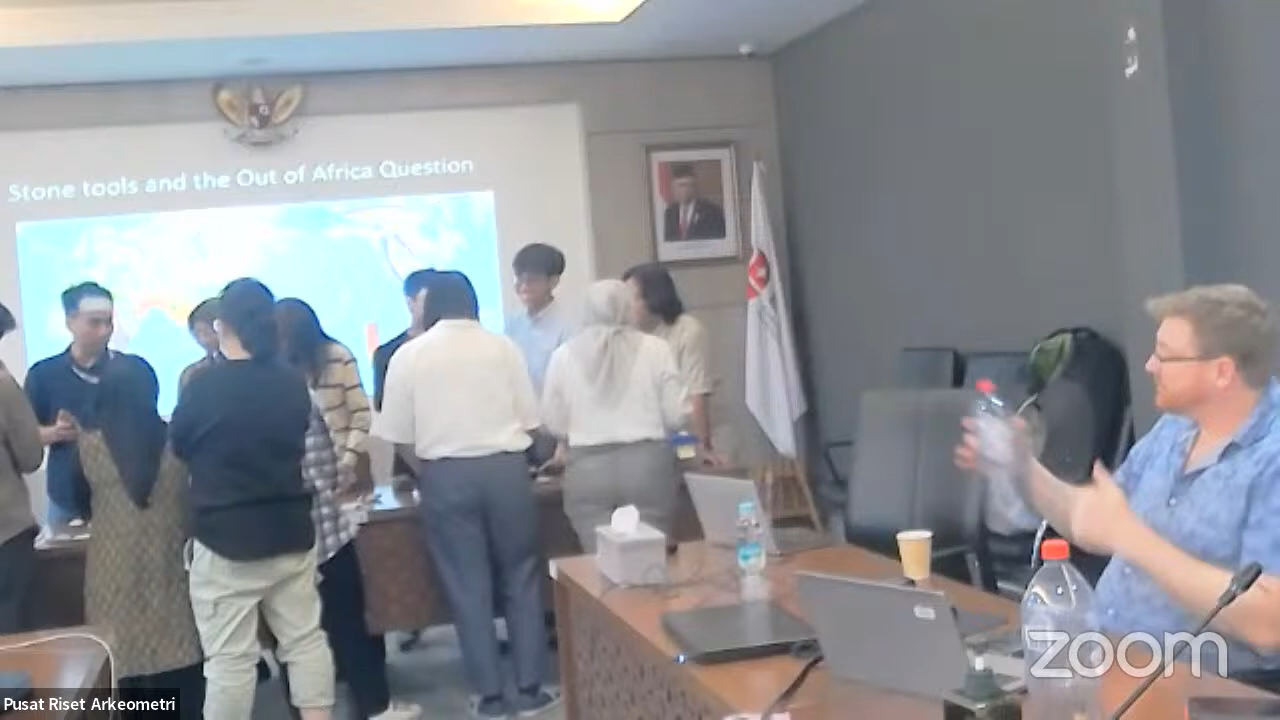 Stone tools and the Out of Africa Question
zoom
Pusat Riset Arkeometri